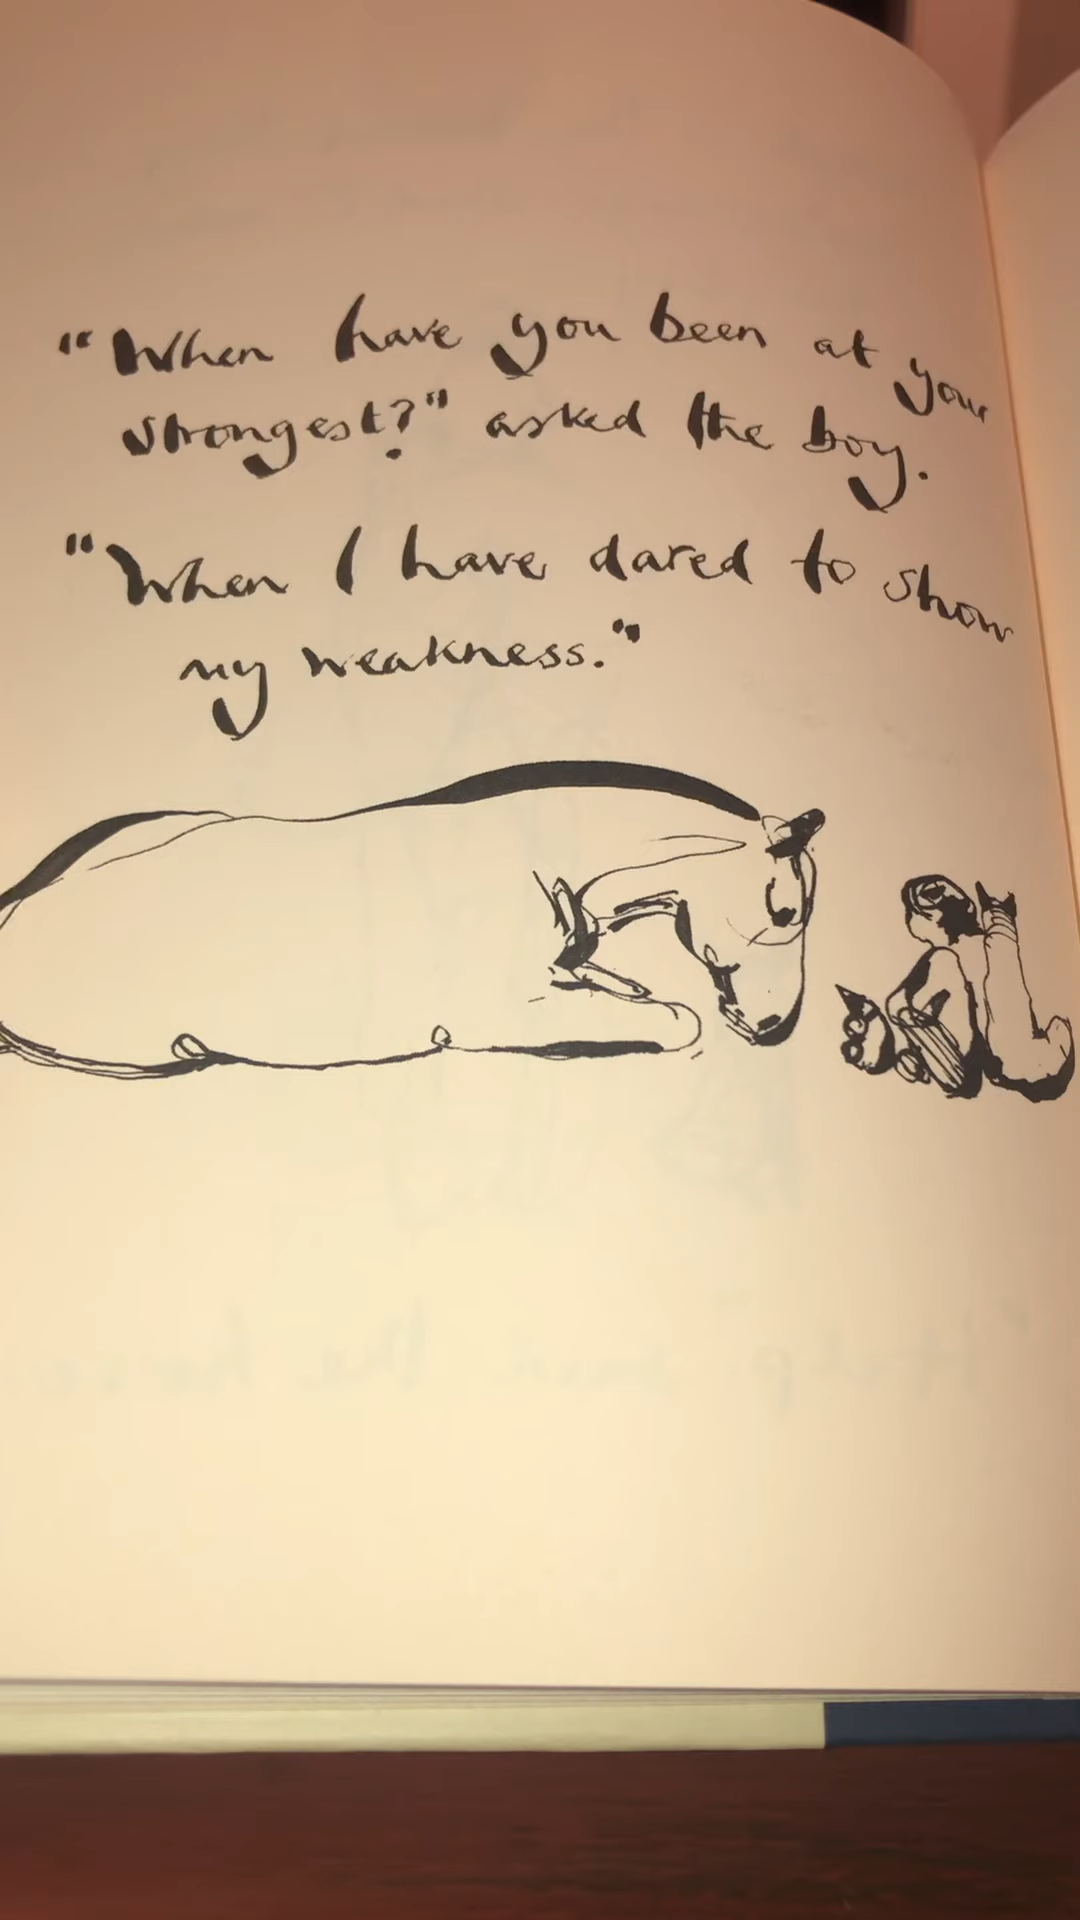 "When have you been at your
strongest?" asked the boy.
"When I have dared to show
my weakness."